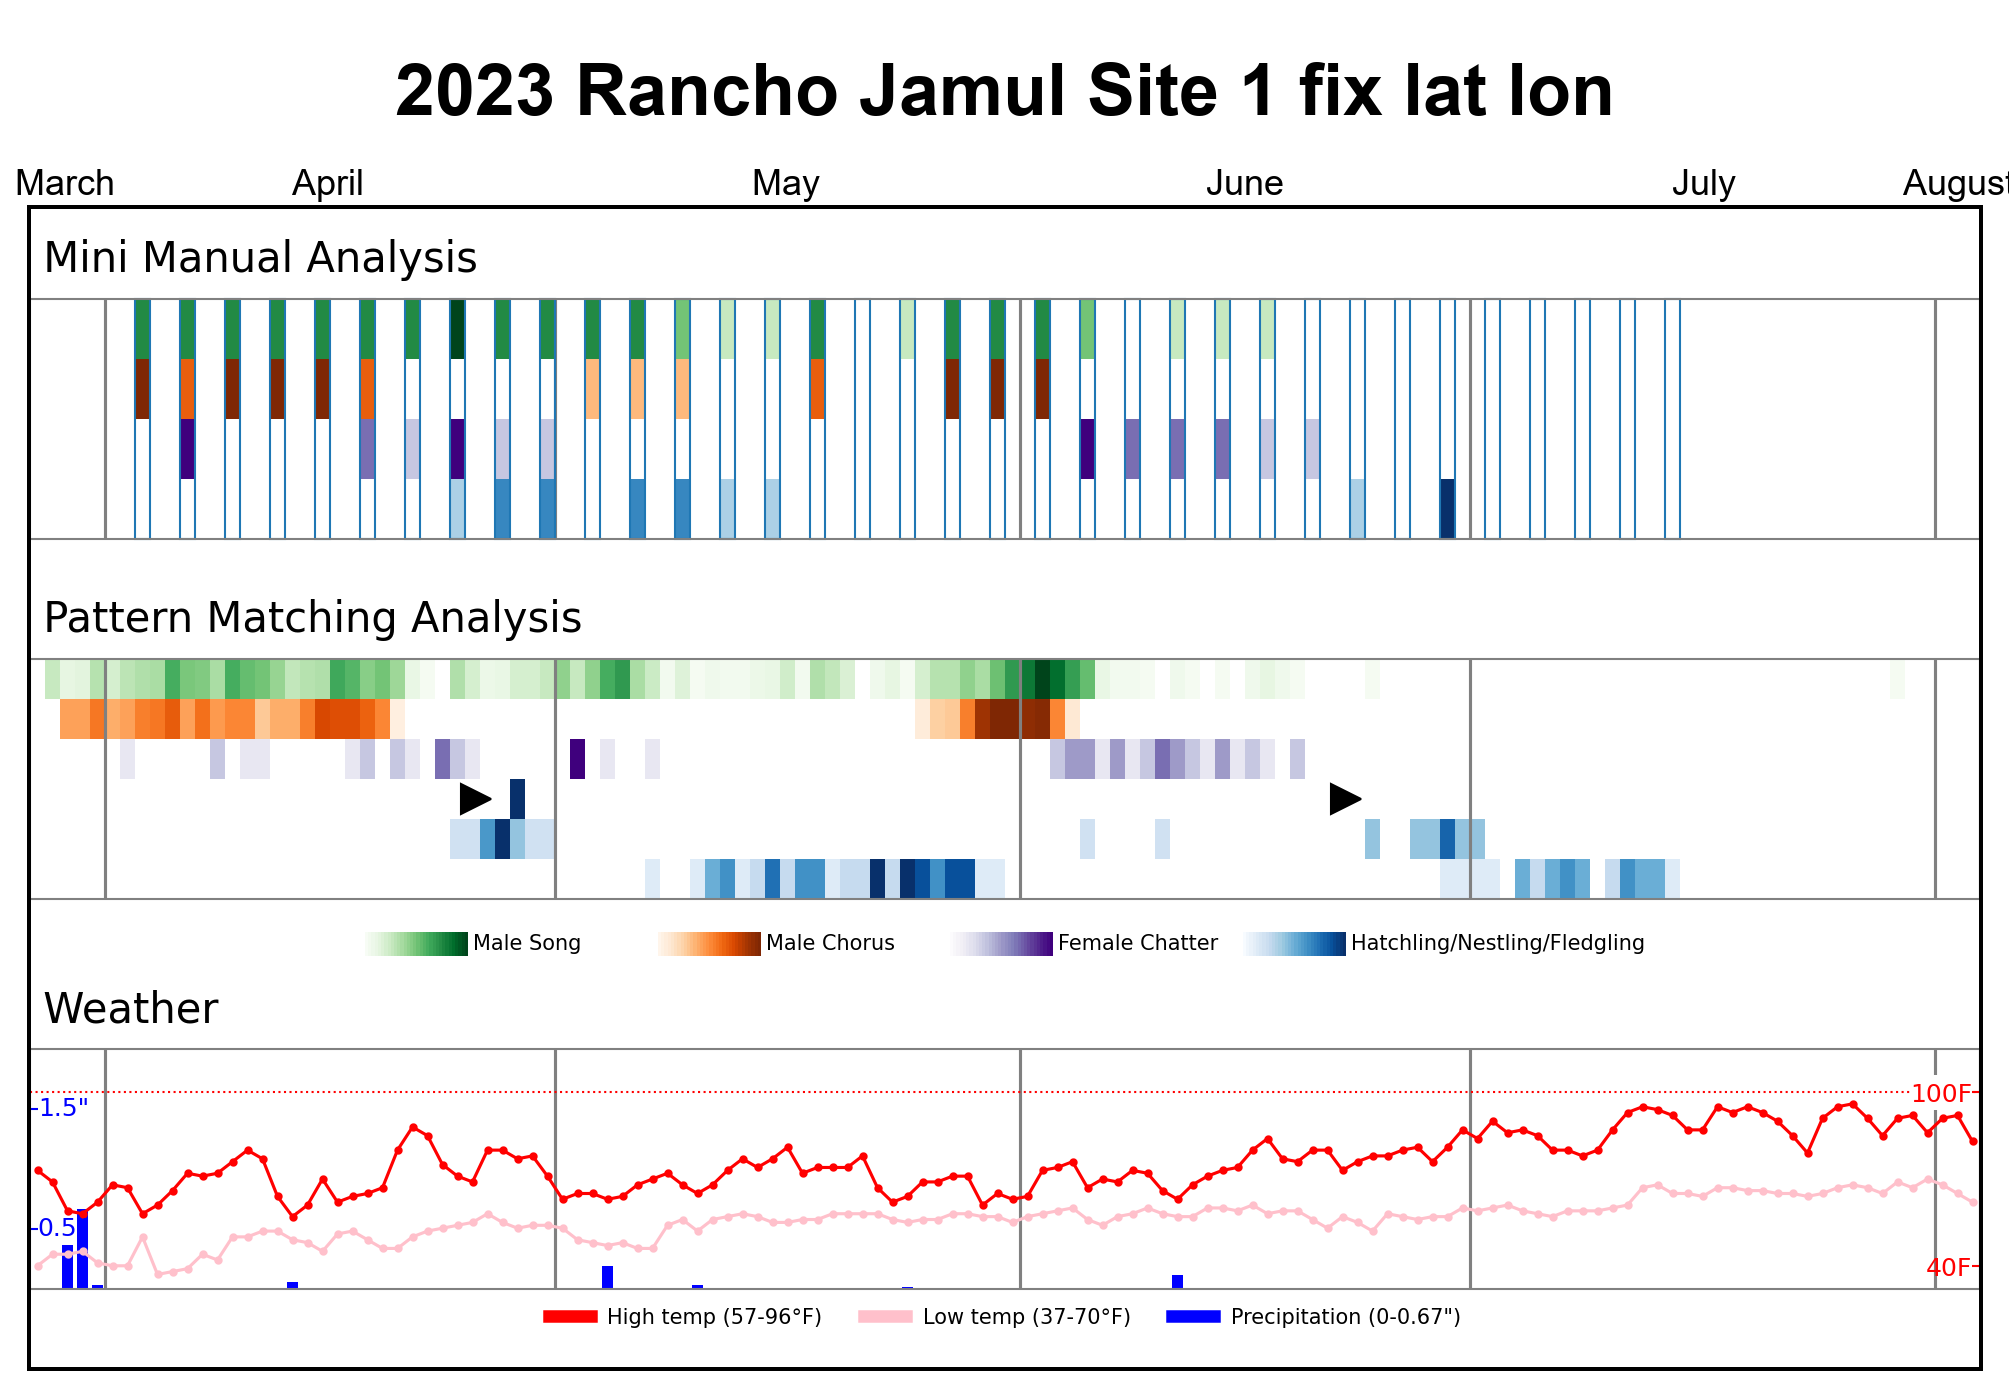 2023 Rancho Jamul Site 1 fix lat lon
March April May June July August
Mini Manual Analysis
Pattern Matching Analysis
Male Song Male Chorus Female Chatter Hatchling/Nestling/Fledgling
Weather
100F
1.5"
0.5
40F
High temp (57-96°F) Low temp (37-70°F) Precipitation (0-0.67")